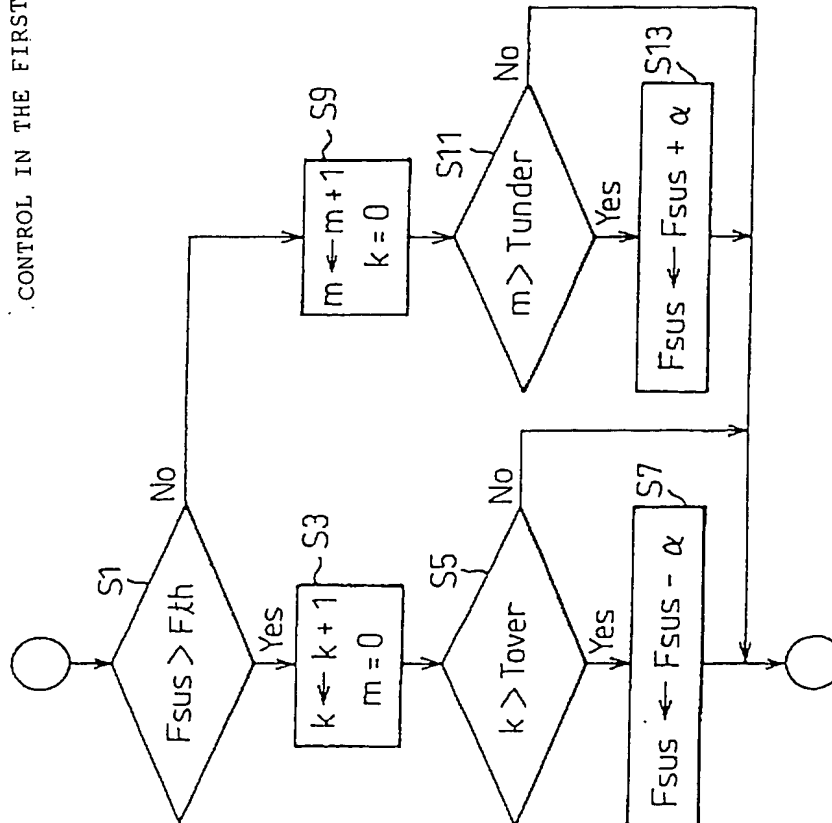 CONTROL IN THE FIRST
S1
Fsus > Fth
No
Yes
S3
k ← k + 1
m = 0
S5
k > Tover
No
Yes
S7
Fsus ← Fsus - α
S9
m ← m + 1
k = 0
S11
m > Tunder
No
Yes
S13
Fsus ← Fsus + α